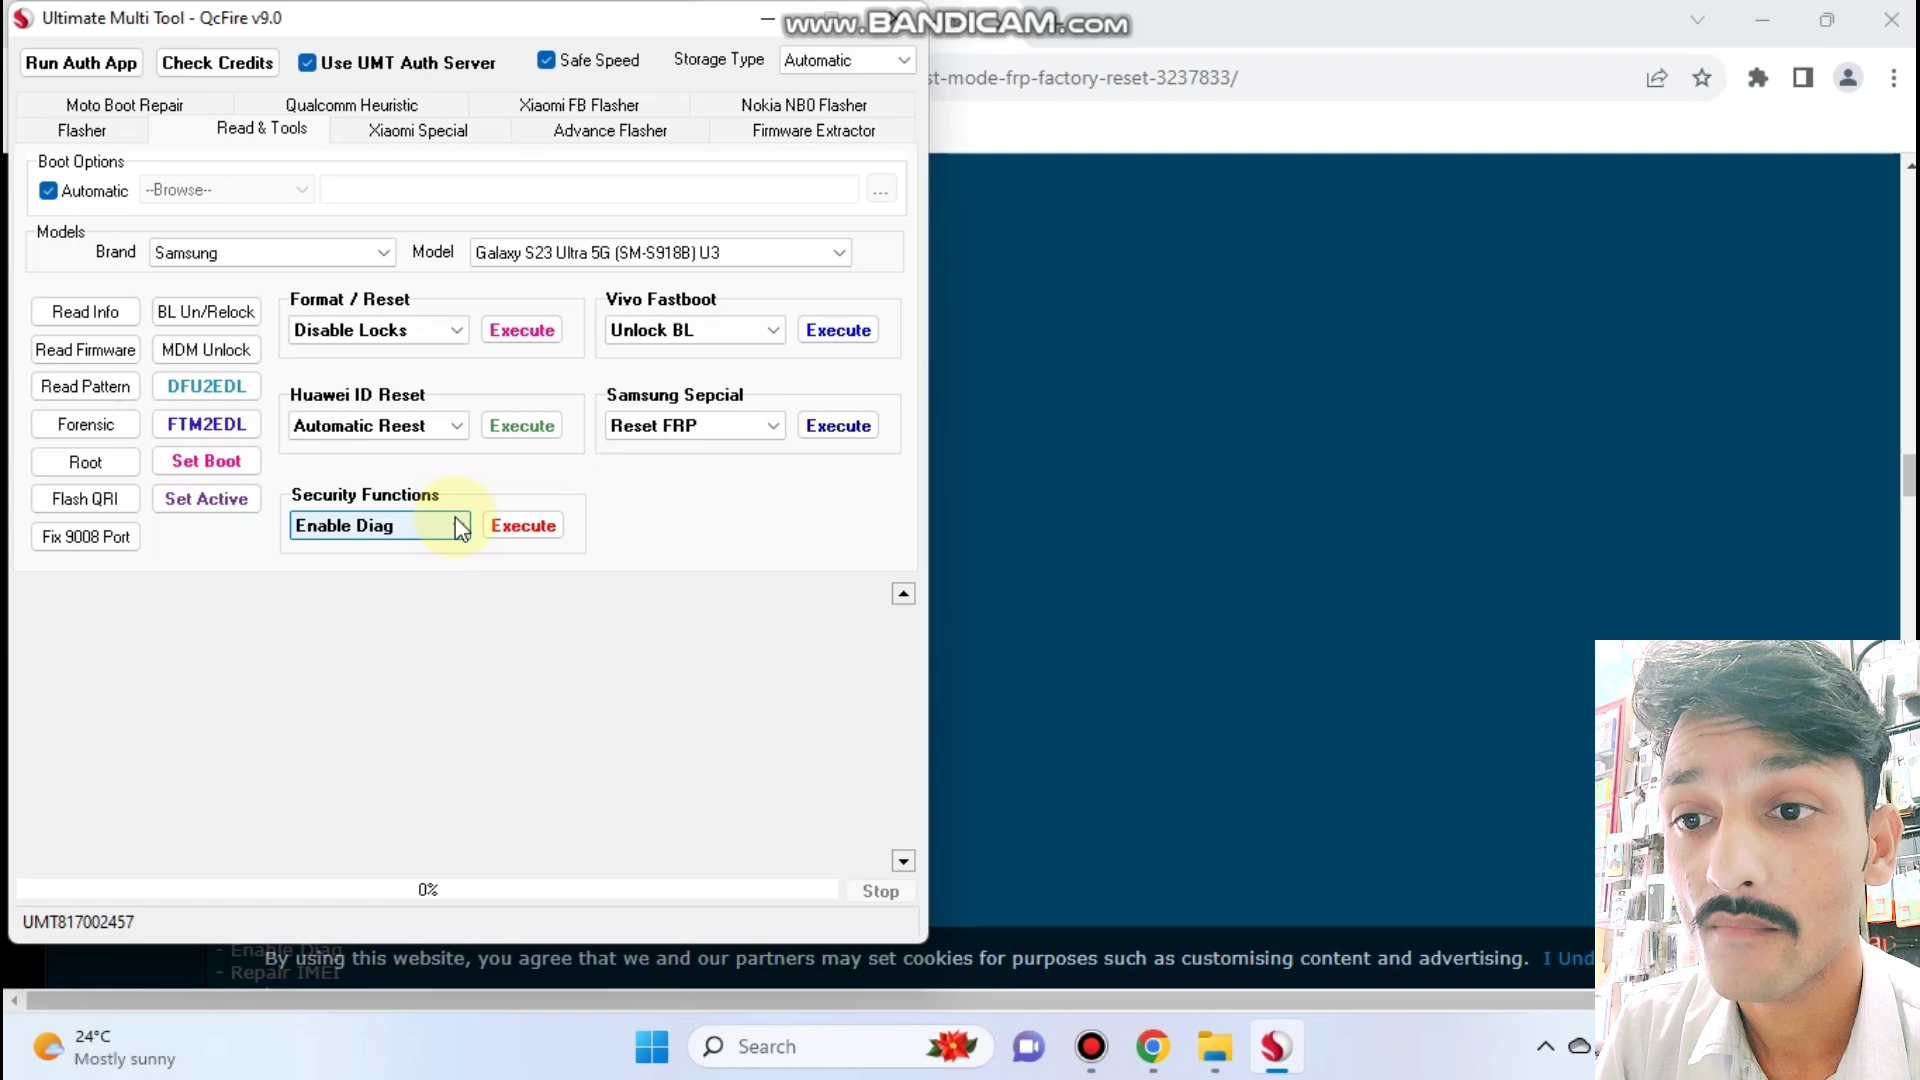 Ultimate Multi Tool - QcFire v9.0
www.BANDICAM.com
Run Auth App
Check Credits
Use UMT Auth Server
Safe Speed
Storage Type
Automatic
st-mode-frp-factory-reset-3237833/
Moto Boot Repair
Qualcomm Heuristic
Xiaomi FB Flasher
Nokia NB0 Flasher
Flasher
Read & Tools
Xiaomi Special
Advance Flasher
Firmware Extractor
Boot Options
Automatic
--Browse--
...
Models
Brand
Samsung
Model
Galaxy S23 Ultra 5G (SM-S918B) U3
Read Info
BL Un/Relock
Read Firmware
MDM Unlock
Read Pattern
DFU2EDL
Forensic
FTM2EDL
Root
Set Boot
Flash QRI
Set Active
Fix 9008 Port
Format / Reset
Disable Locks
Execute
Vivo Fastboot
Unlock BL
Execute
Huawei ID Reset
Automatic Reest
Execute
Samsung Sepcial
Reset FRP
Execute
Security Functions
Enable Diag
Execute
0%
Stop
UMT817002457
- Enable Diag
By using this website, you agree that we and our partners may set cookies for purposes such as customising content and advertising. I Und
- Repair IMEI
24°C
Mostly sunny
Search